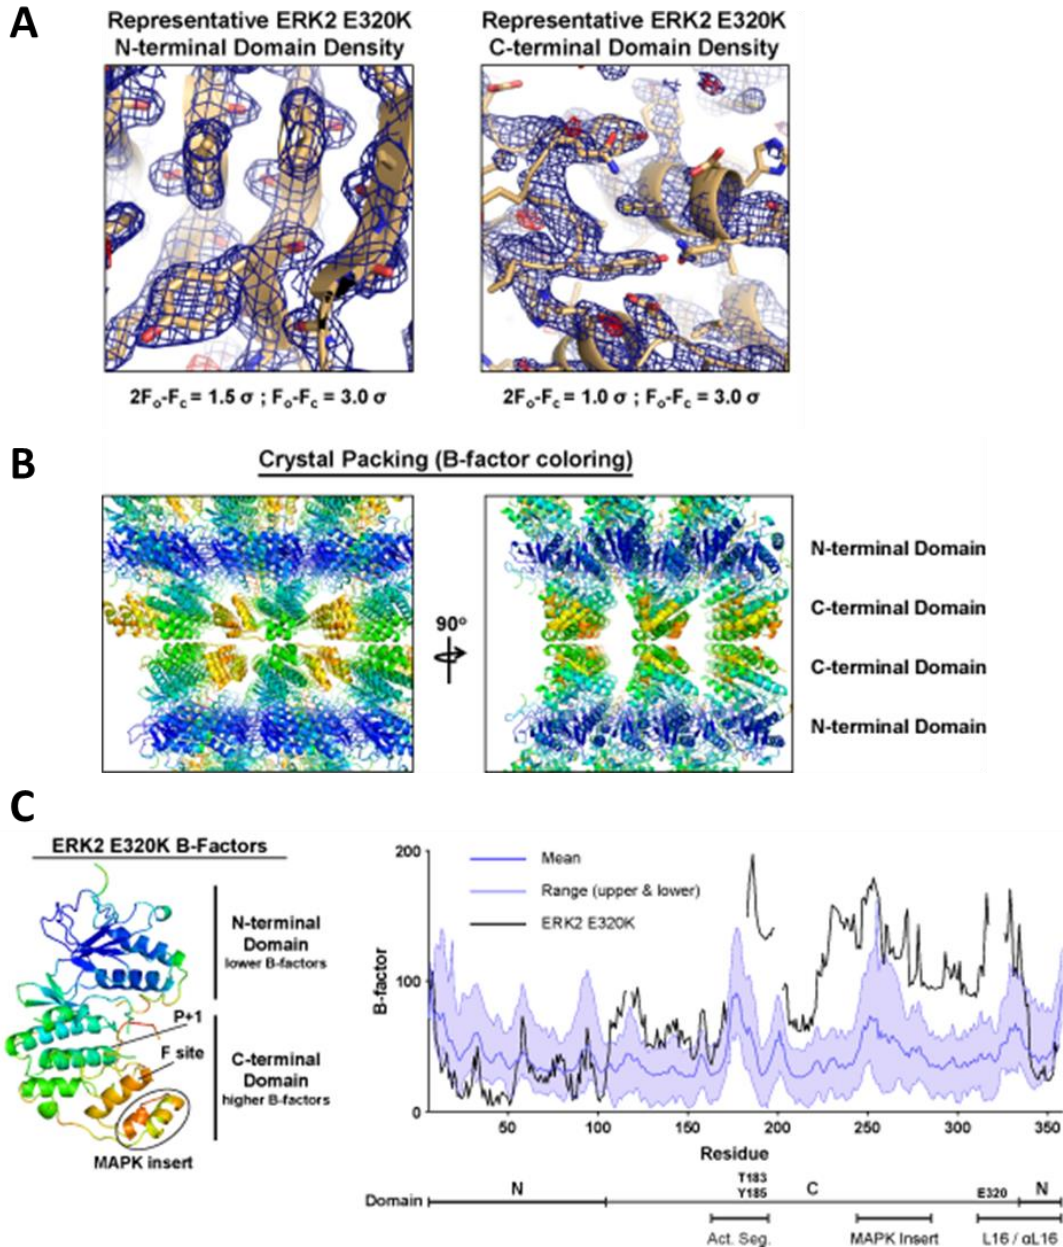 A
Representative ERK2 E320K
N-terminal Domain Density
Representative ERK2 E320K
C-terminal Domain Density
2Fo-Fc = 1.5 σ ; Fo-Fc = 3.0 σ
2Fo-Fc = 1.0 σ ; Fo-Fc = 3.0 σ
B
Crystal Packing (B-factor coloring)
90°
N-terminal Domain
C-terminal Domain
C-terminal Domain
N-terminal Domain
C
ERK2 E320K B-Factors
N-terminal
Domain
lower B-factors
P+1
F site
C-terminal
Domain
higher B-factors
MAPK insert
Mean
Range (upper & lower)
ERK2 E320K
B-factor
200
100
0
50
100
150
200
250
300
350
Residue
Domain
N
T183
Y185
C
E320
N
Act. Seg.
MAPK Insert
L16 / αL16